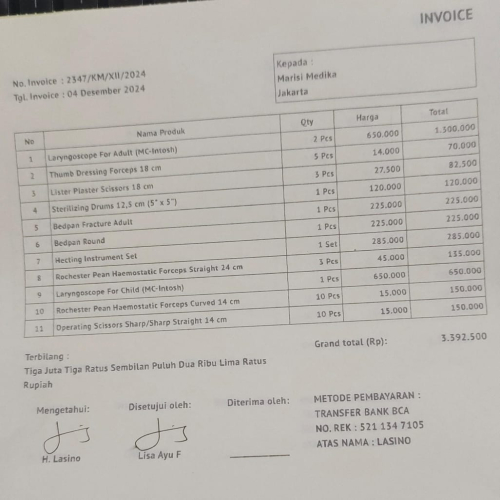 INVOICE
No. Invoice : 2347/KM/XII/2024
Tgl. Invoice : 04 Desember 2024
Kepada :
Marisi Medika
Jakarta
No Nama Produk Qty Harga Total
1 Laryngoscope For Adult (MC-Intosh) 2 Pcs 650.000 1.300.000
2 Thumb Dressing Forceps 18 cm 5 Pcs 14.000 70.000
3 Lister Plaster Scissors 18 cm 3 Pcs 27.500 82.500
4 Sterilizing Drums 12,5 cm (5" x 5") 1 Pcs 120.000 120.000
5 Bedpan Fracture Adult 1 Pcs 225.000 225.000
6 Bedpan Round 1 Pcs 225.000 225.000
7 Hecting Instrument Set 1 Set 285.000 285.000
8 Rochester Pean Haemostatic Forceps Straight 24 cm 3 Pcs 45.000 135.000
9 Laryngoscope For Child (MC-Intosh) 1 Pcs 650.000 650.000
10 Rochester Pean Haemostatic Forceps Curved 14 cm 10 Pcs 15.000 150.000
11 Operating Scissors Sharp/Sharp Straight 14 cm 10 Pcs 15.000 150.000
Grand total (Rp): 3.392.500
Terbilang :
Tiga Juta Tiga Ratus Sembilan Puluh Dua Ribu Lima Ratus
Rupiah
Mengetahui: Disetujui oleh: Diterima oleh:
H. Lasino Lisa Ayu F
METODE PEMBAYARAN :
TRANSFER BANK BCA
NO. REK : 521 134 7105
ATAS NAMA : LASINO